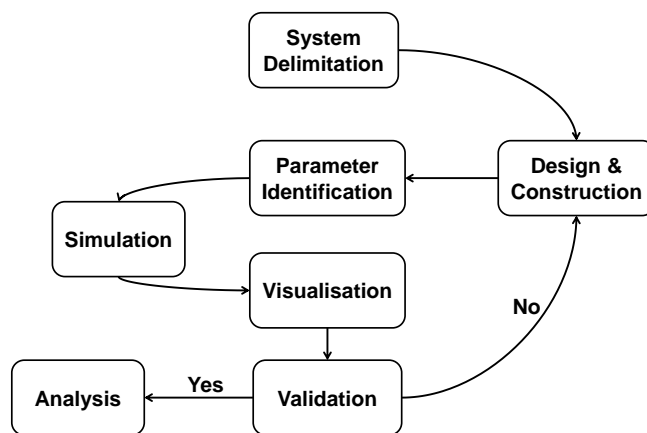 System
Delimitation
Parameter
Identification
Design &
Construction
Simulation
Visualisation
No
Yes
Analysis
Validation